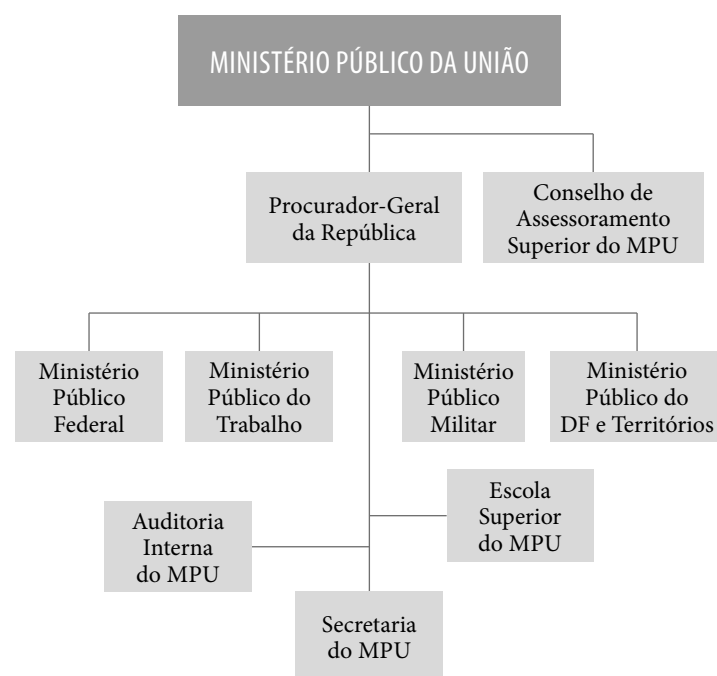 MINISTÉRIO PÚBLICO DA UNIÃO
Procurador-Geral
da República
Conselho de
Assessoramento
Superior do MPU
Ministério
Público
Federal
Ministério
Público do
Trabalho
Ministério
Público
Militar
Ministério
Público do
DF e Territórios
Auditoria
Interna
do MPU
Escola
Superior
do MPU
Secretaria
do MPU